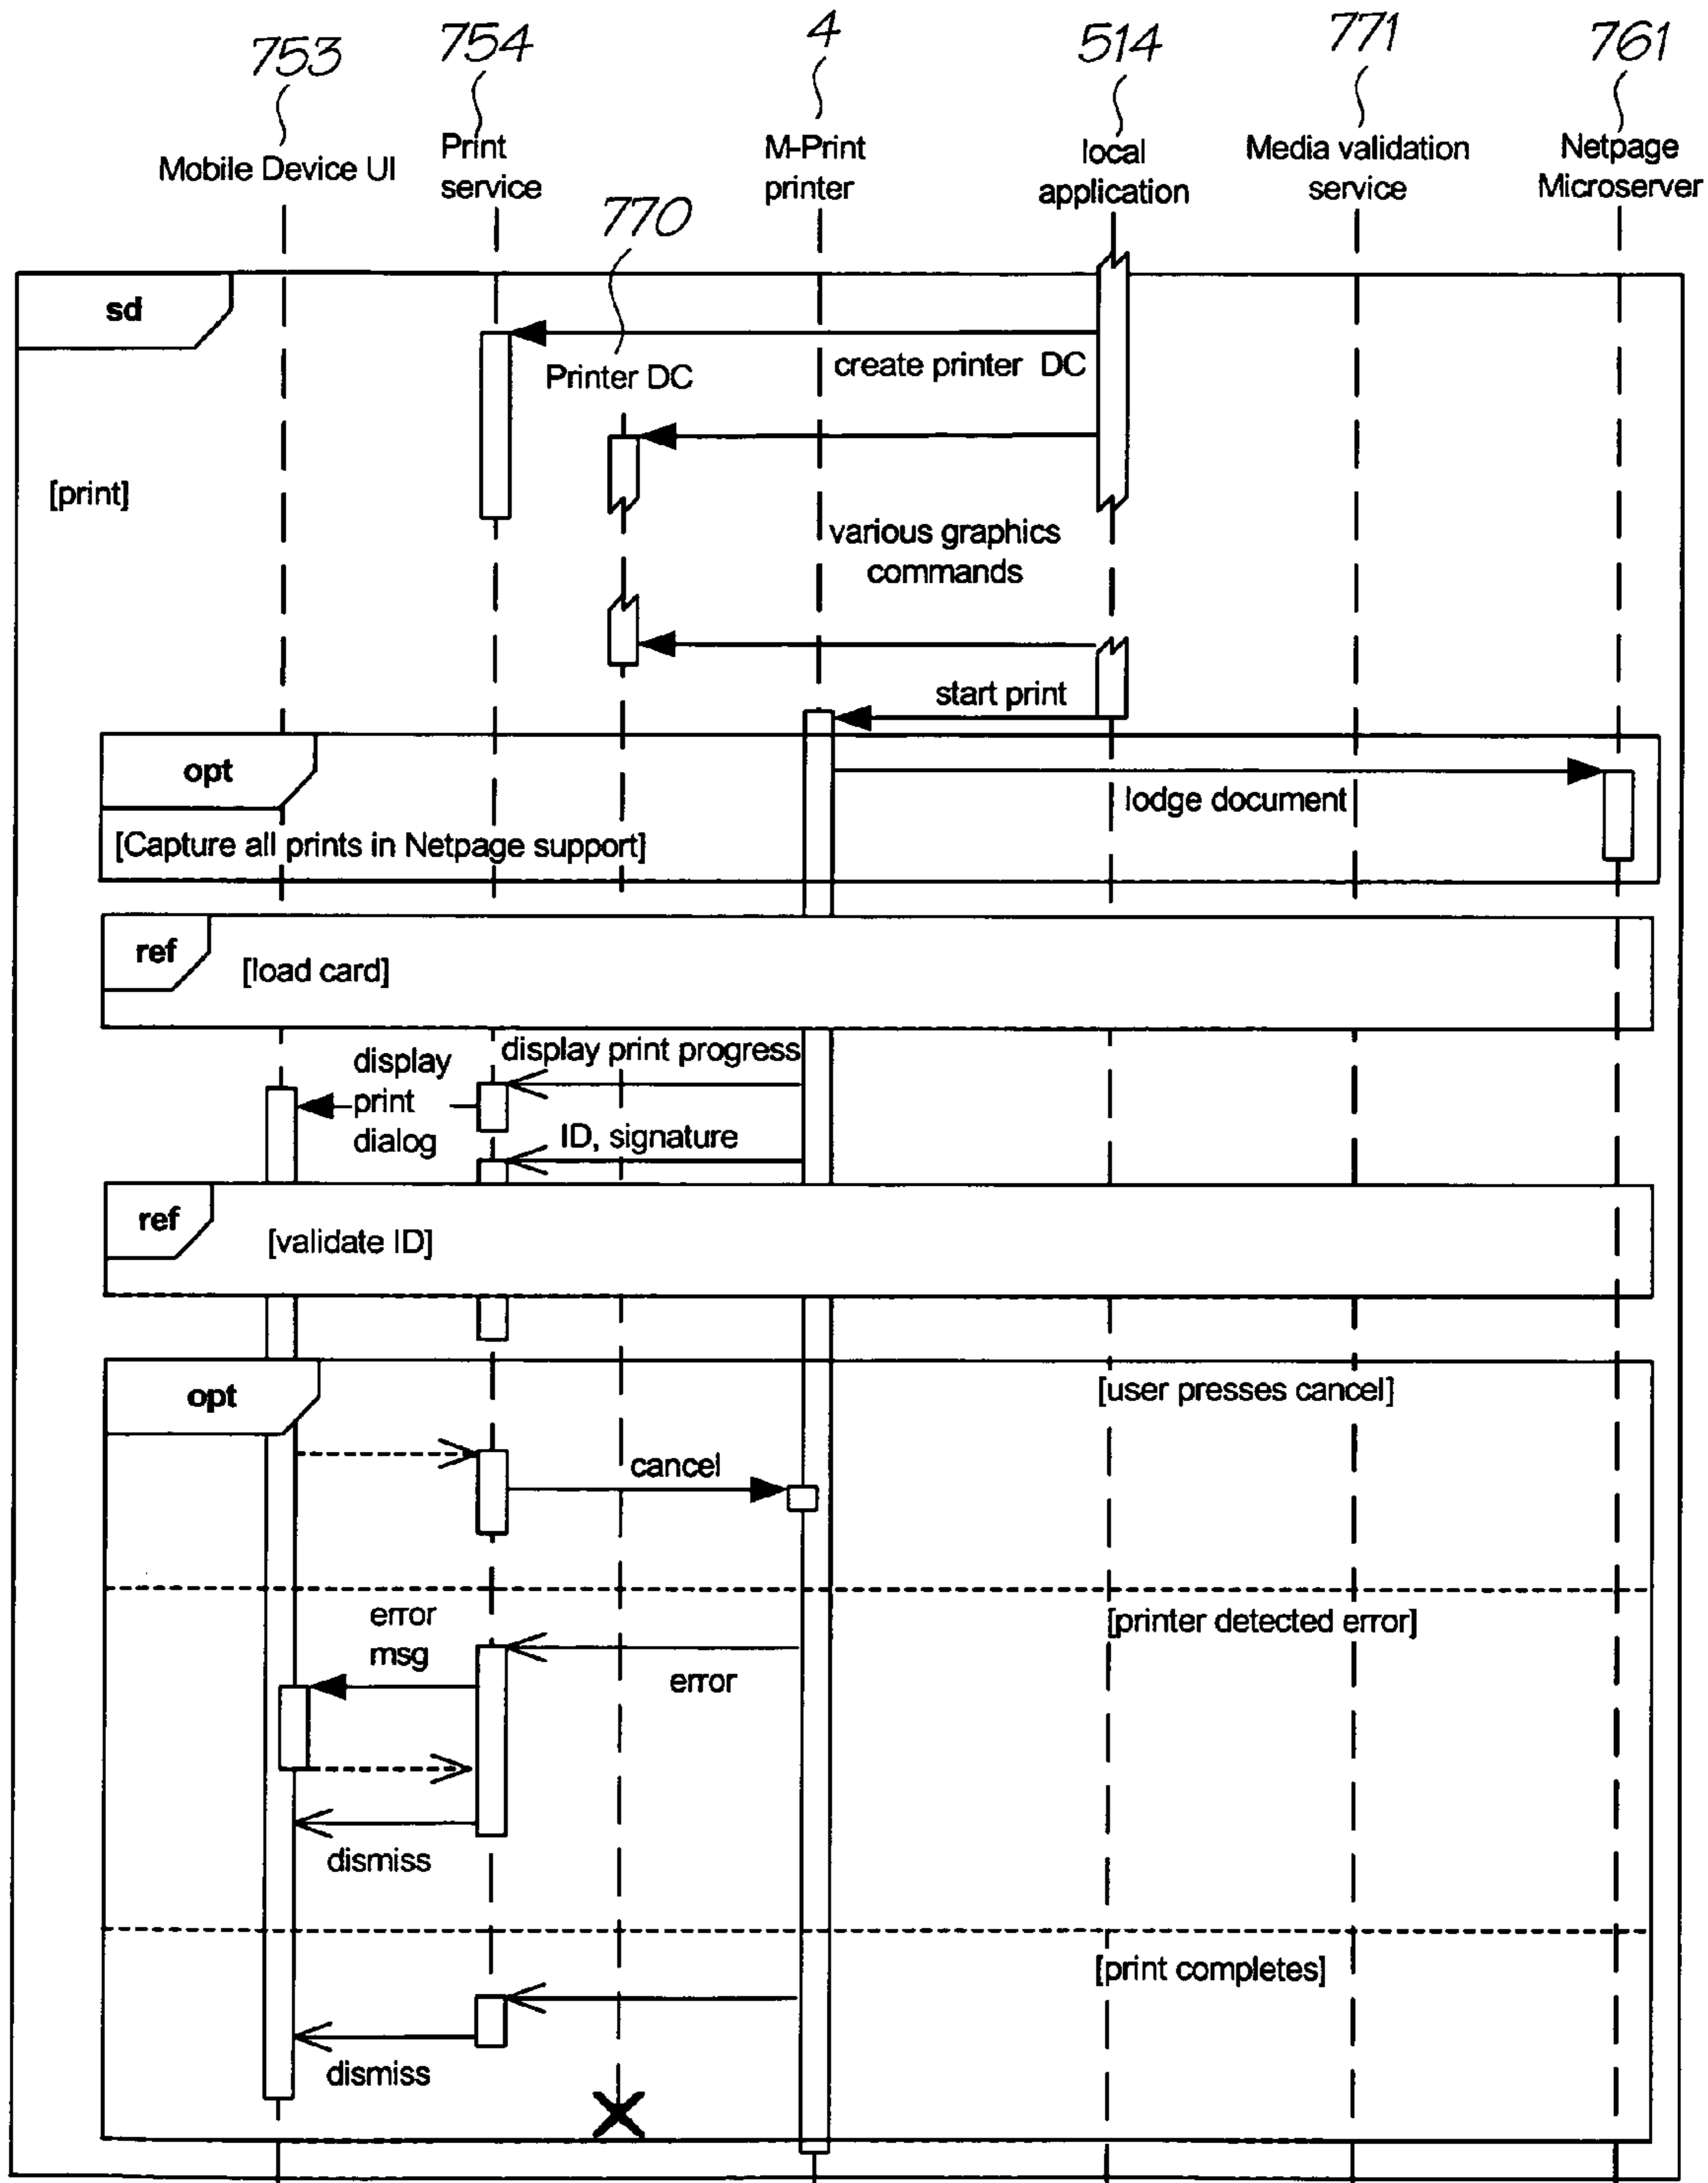 753
754
4
514
771
761
Mobile Device UI
Print
service
M-Print
printer
local
application
Media validation
service
Netpage
Microserver
770
sd
Printer DC
create printer DC
[print]
various graphics
commands
start print
opt
lodge document
[Capture all prints in Netpage support]
ref
[load card]
display print progress
display
print
dialog
ID, signature
ref
[validate ID]
opt
[user presses cancel]
cancel
error
msg
[printer detected error]
error
dismiss
[print completes]
dismiss